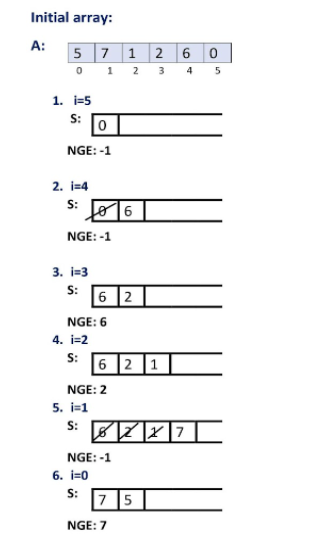 Initial array:
A: 5 7 1 2 6 0
0 1 2 3 4 5
1. i=5
S: 0
NGE: -1
2. i=4
S: 0 6
NGE: -1
3. i=3
S: 6 2
NGE: 6
4. i=2
S: 6 2 1
NGE: 2
5. i=1
S: 6 2 1 7
NGE: -1
6. i=0
S: 7 5
NGE: 7